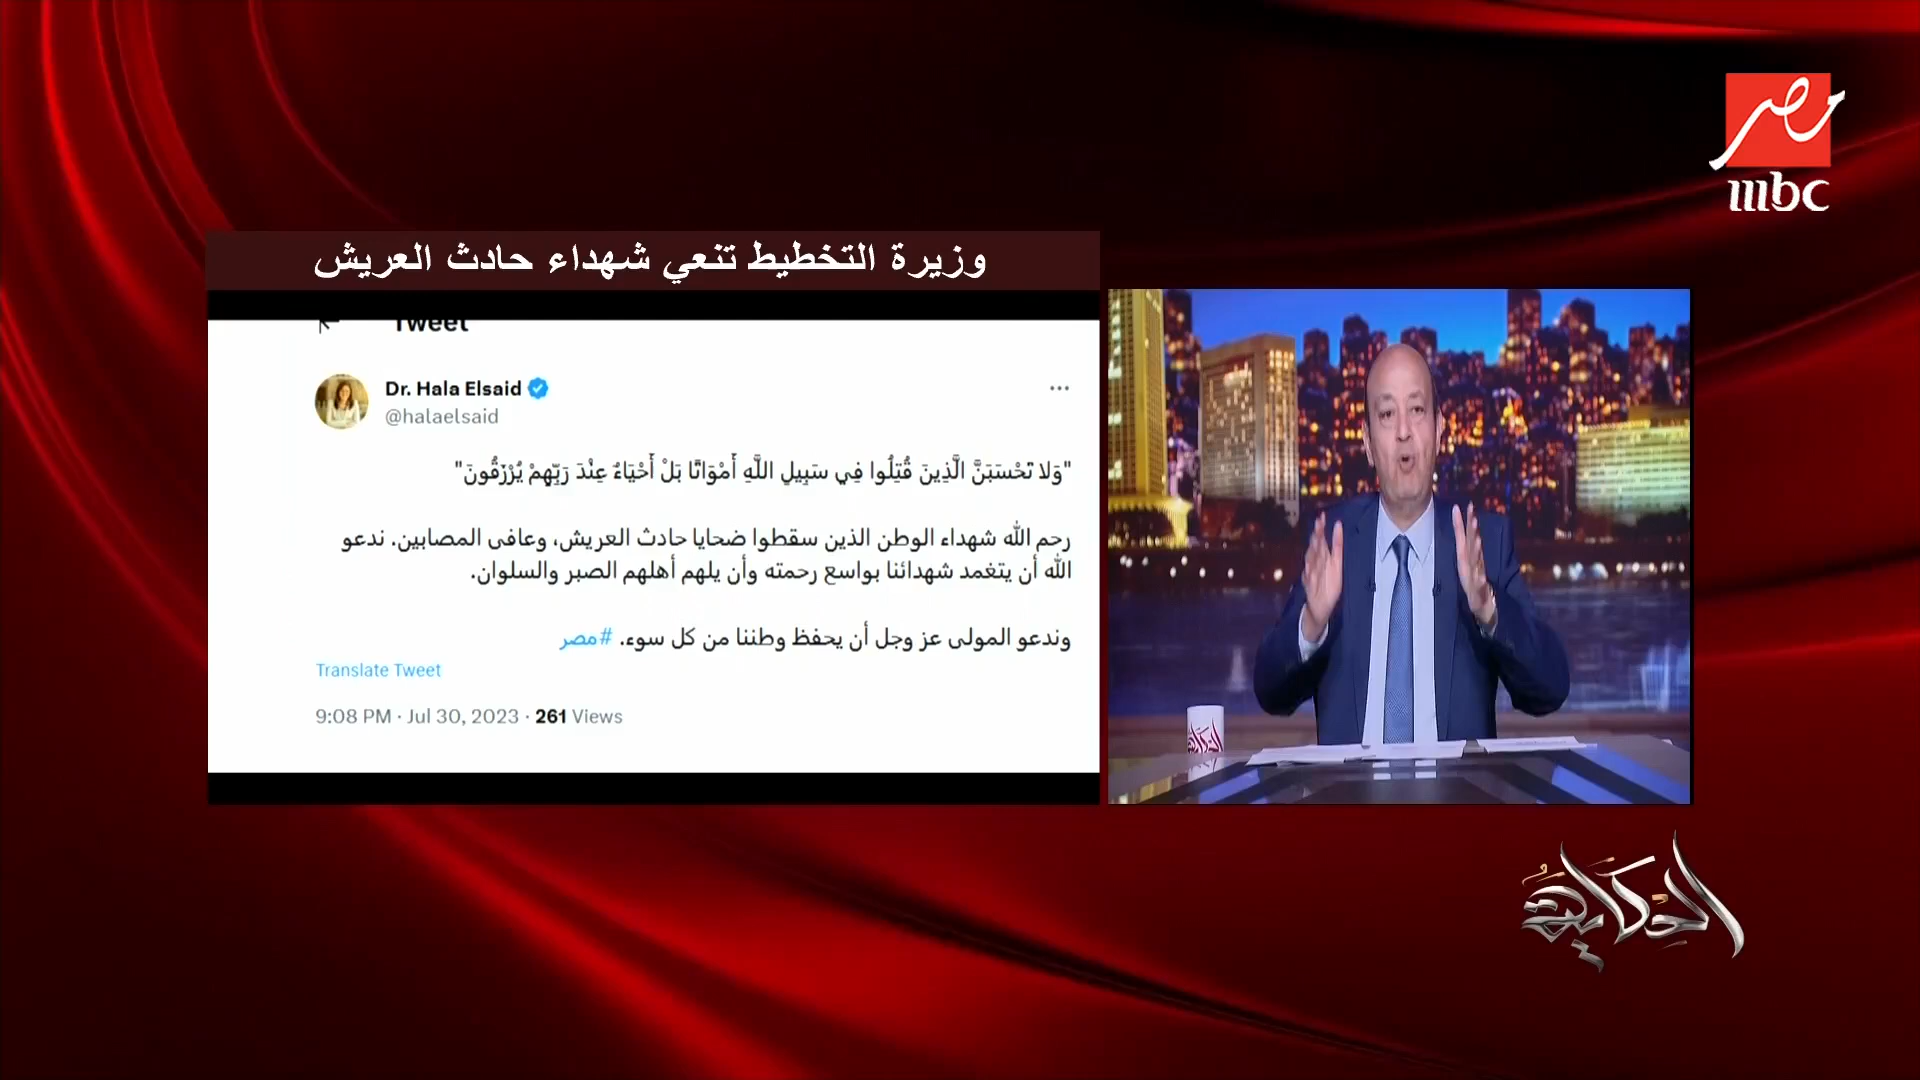 مصر
mbc
وزيرة التخطيط تنعي شهداء حادث العريش
Tweet
Dr. Hala Elsaid
@halaelsaid
"وَلا تَحْسَبَنَّ الَّذِينَ قُتِلُوا فِي سَبِيلِ اللَّهِ أَمْوَاتًا بَلْ أَحْيَاءٌ عِنْدَ رَبِّهِمْ يُرْزَقُونَ"
رحم الله شهداء الوطن الذين سقطوا ضحايا حادث العريش، وعافى المصابين. ندعو
الله أن يتغمد شهدائنا بواسع رحمته وأن يلهم أهلهم الصبر والسلوان.
وندعو المولى عز وجل أن يحفظ وطننا من كل سوء. #مصر
Translate Tweet
9:08 PM · Jul 30, 2023 · 261 Views
الحكاية
الحكاية